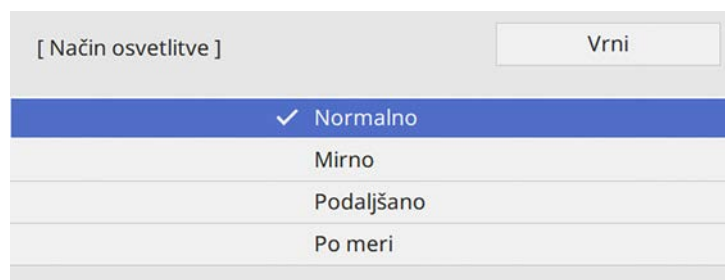 [ Način osvetlitve ]
Vrni
✓ Normalno
Mirno
Podaljšano
Po meri